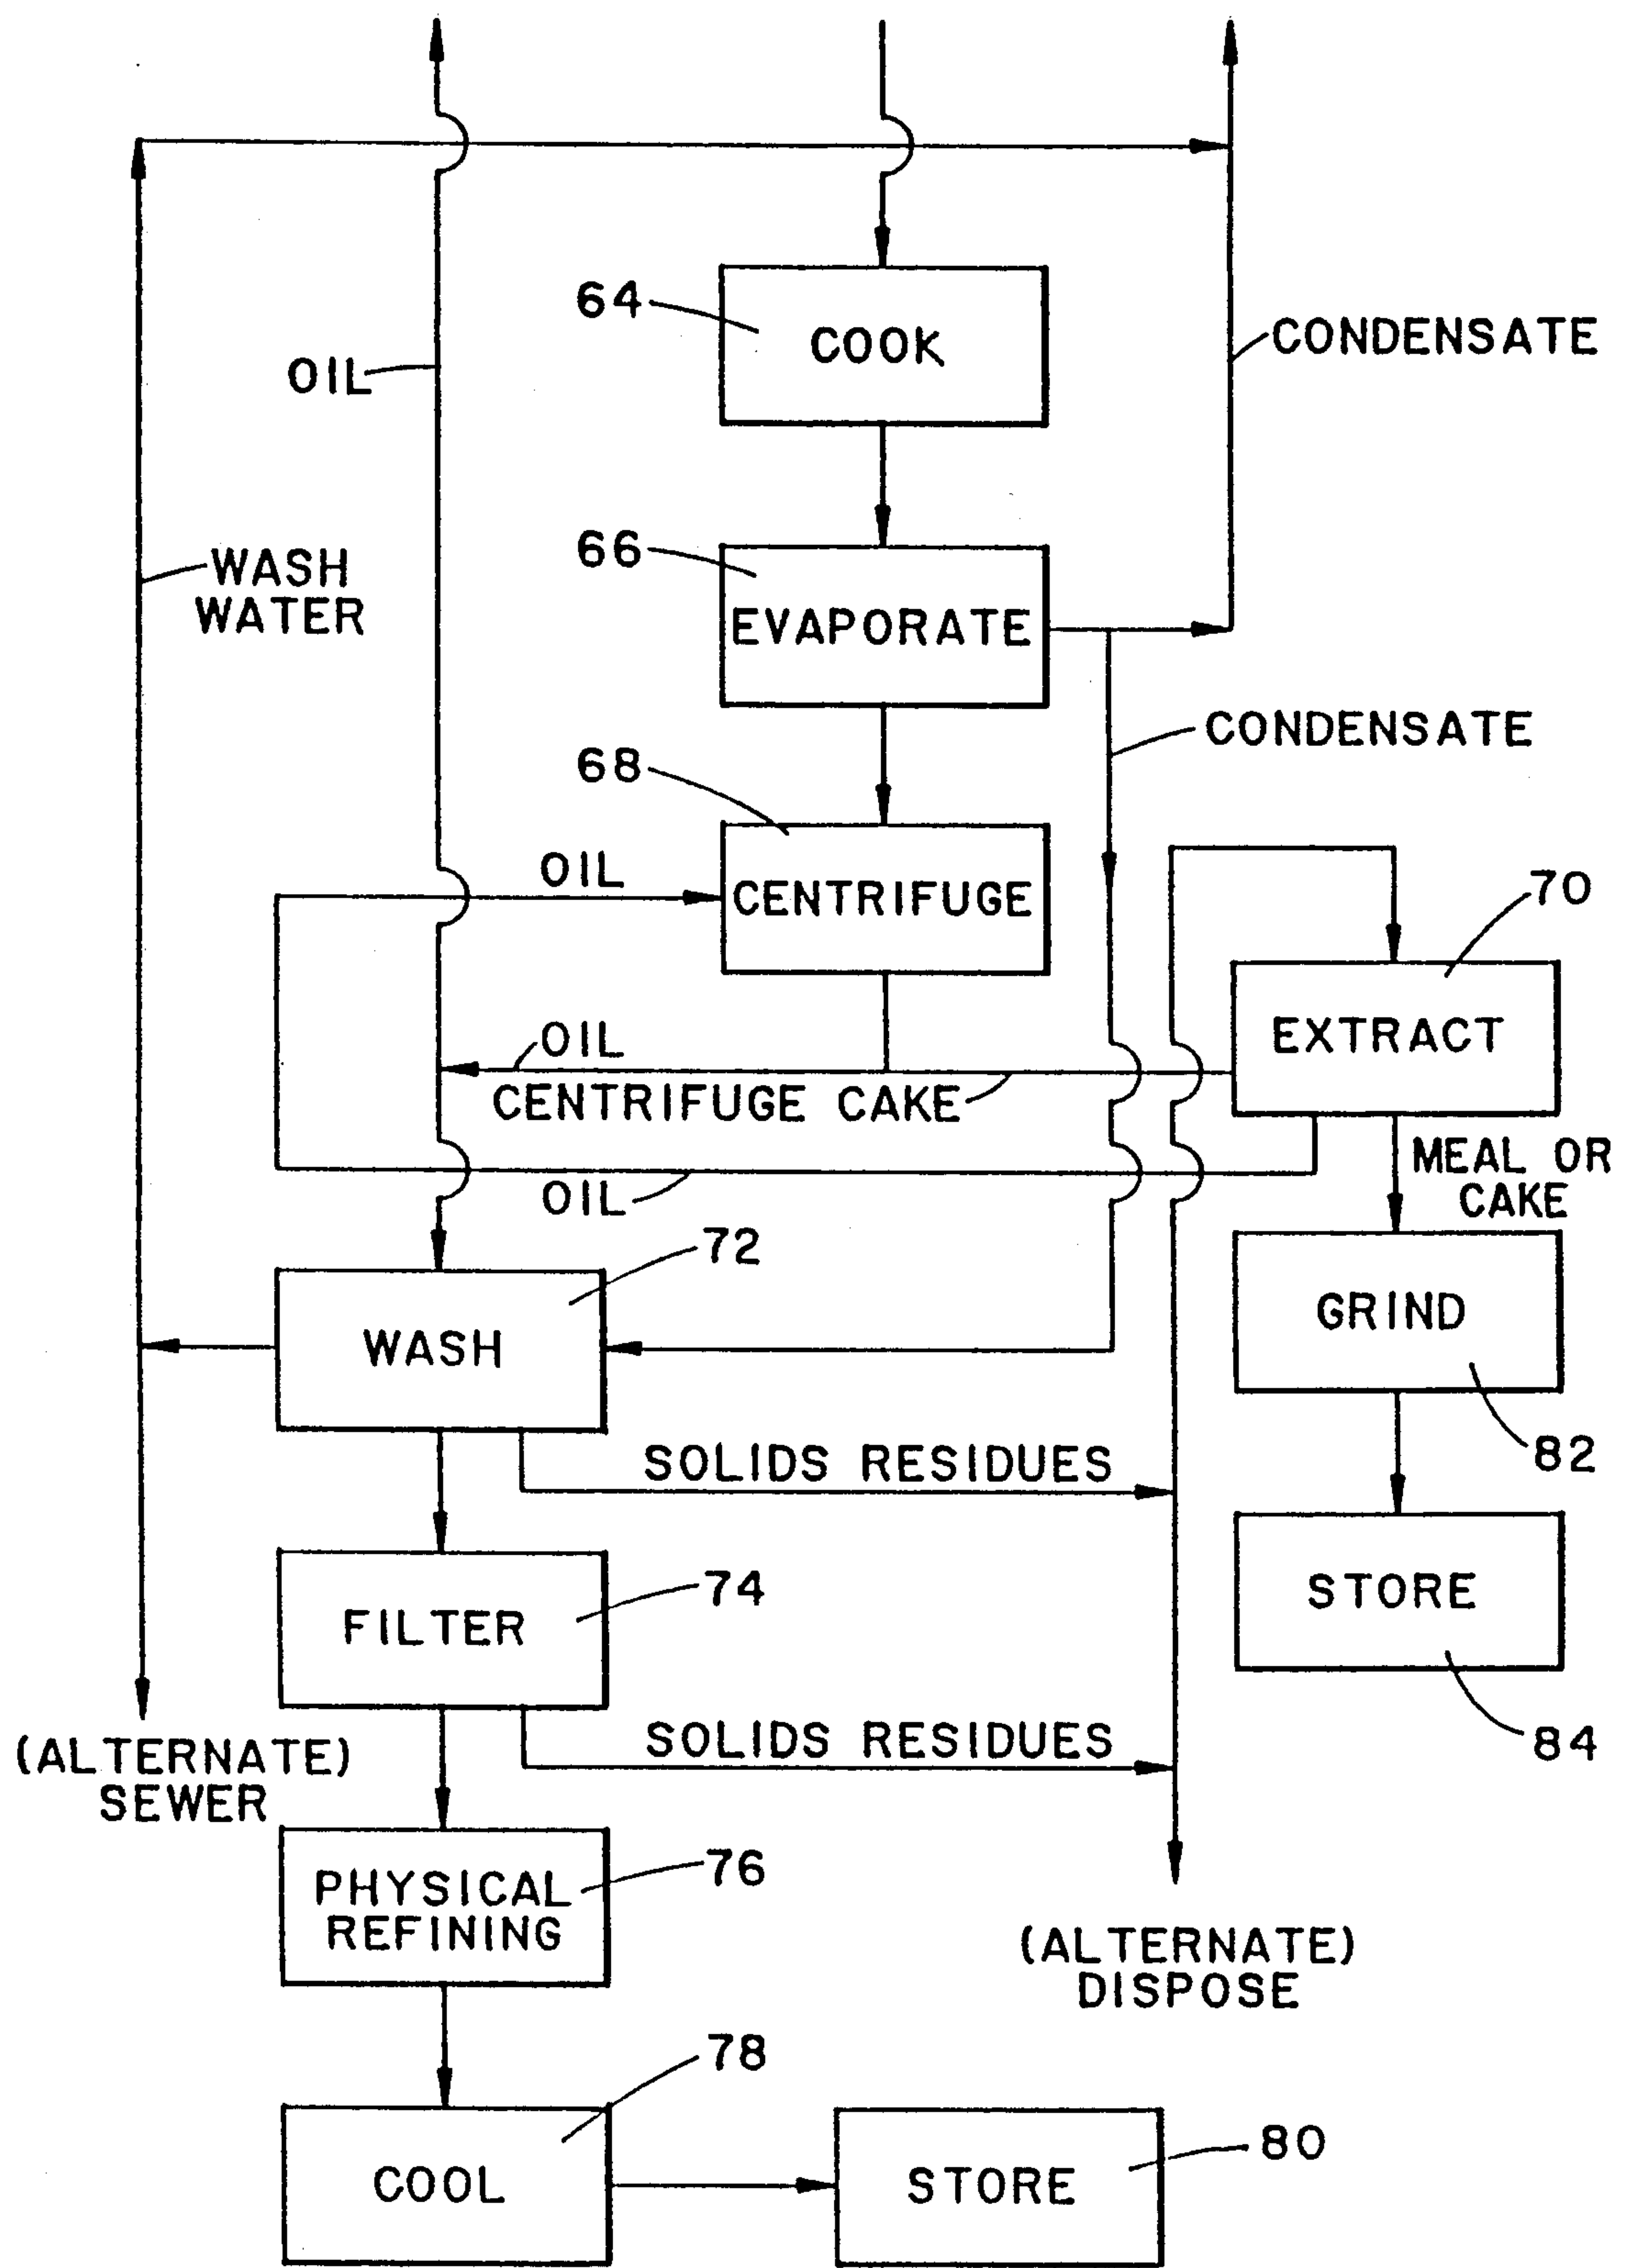 64
COOK
OIL
CONDENSATE
66
WASH
WATER
EVAPORATE
CONDENSATE
68
OIL
CENTRIFUGE
70
EXTRACT
OIL
CENTRIFUGE CAKE
MEAL OR
CAKE
OIL
72
GRIND
WASH
82
SOLIDS RESIDUES
74
STORE
FILTER
SOLIDS RESIDUES
84
(ALTERNATE)
SEWER
76
PHYSICAL
REFINING
(ALTERNATE)
DISPOSE
78
80
COOL
STORE